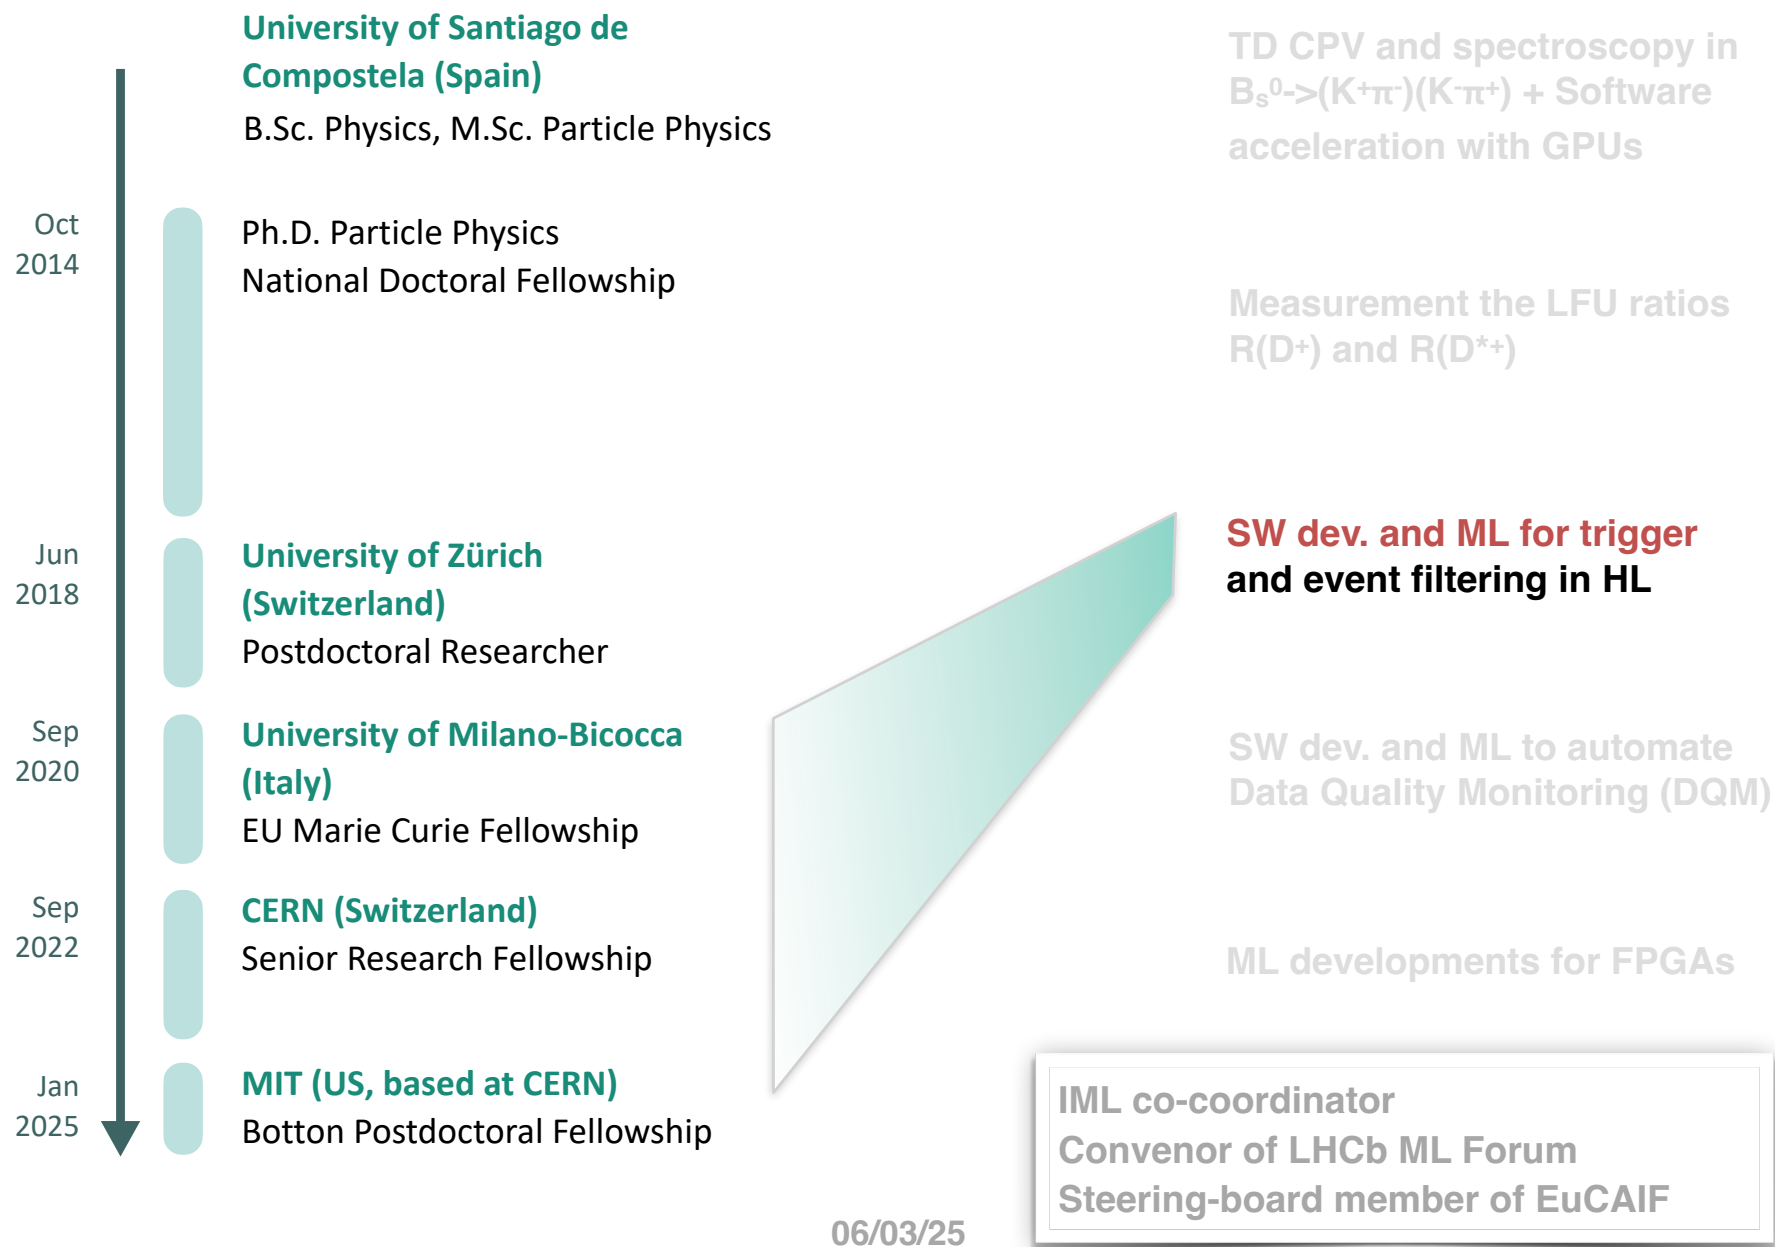 University of Santiago de
Compostela (Spain)
B.Sc. Physics, M.Sc. Particle Physics
Oct
2014
Ph.D. Particle Physics
National Doctoral Fellowship
Jun
2018
University of Zürich
(Switzerland)
Postdoctoral Researcher
Sep
2020
University of Milano-Bicocca
(Italy)
EU Marie Curie Fellowship
Sep
2022
CERN (Switzerland)
Senior Research Fellowship
Jan
2025
MIT (US, based at CERN)
Botton Postdoctoral Fellowship
TD CPV and spectroscopy in
Bₛ⁰->(K⁺π⁻)(K⁻π⁺) + Software
acceleration with GPUs
Measurement the LFU ratios
R(D⁺) and R(D*⁺)
SW dev. and ML for trigger
and event filtering in HL
SW dev. and ML to automate
Data Quality Monitoring (DQM)
ML developments for FPGAs
IML co-coordinator
Convenor of LHCb ML Forum
Steering-board member of EuCAIF
06/03/25